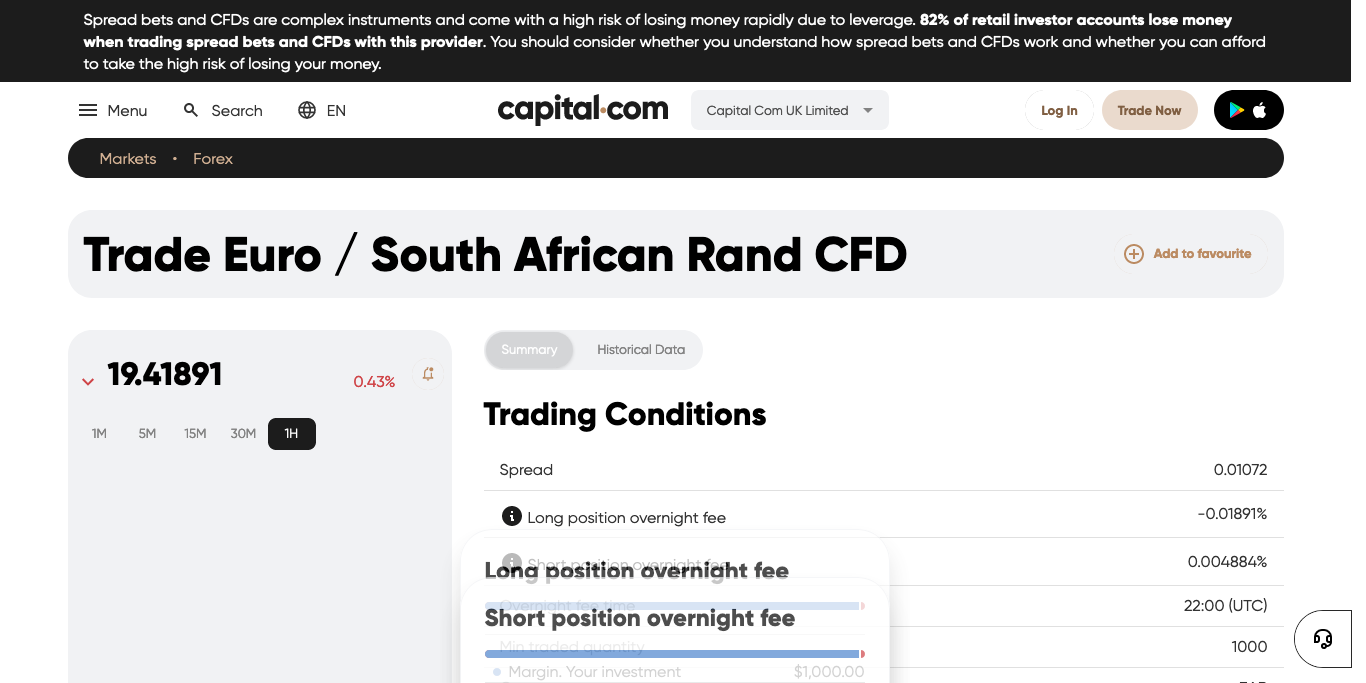 Spread bets and CFDs are complex instruments and come with a high risk of losing money rapidly due to leverage. 82% of retail investor accounts lose money
when trading spread bets and CFDs with this provider. You should consider whether you understand how spread bets and CFDs work and whether you can afford
to take the high risk of losing your money.
Menu Search EN capital.com Capital Com UK Limited Log In Trade Now
Markets • Forex
Trade Euro / South African Rand CFD Add to favourite
19.41891 0.43%
1M 5M 15M 30M 1H
Summary Historical Data
Trading Conditions
Spread 0.01072
Long position overnight fee -0.01891%
Short position overnight fee 0.004884%
Long position overnight fee
Overnight fee time 22:00 (UTC)
Short position overnight fee
Min traded quantity 1000
Margin. Your investment $1,000.00